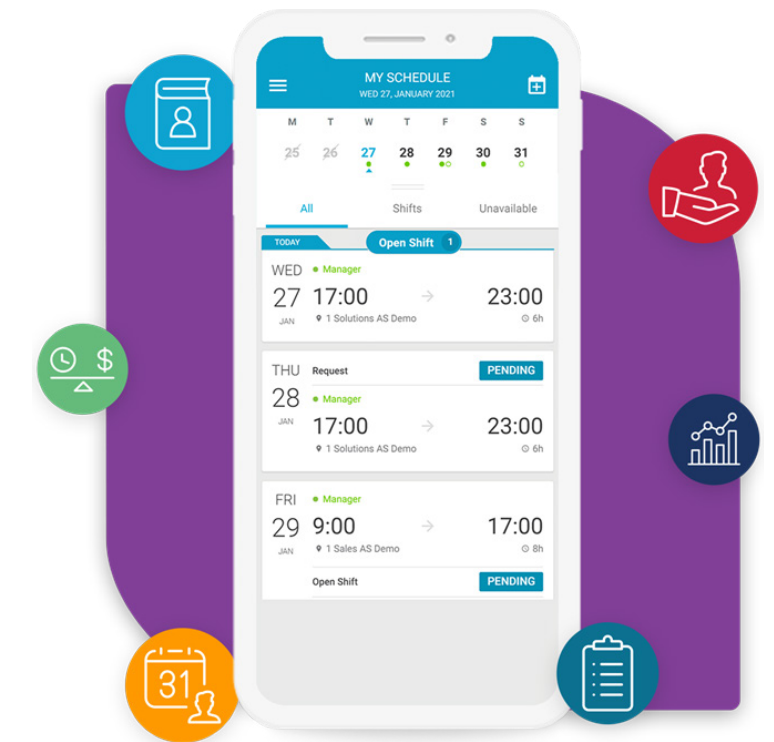 MY SCHEDULE
WED 27, JANUARY 2021
M T W T F S S
25 26 27 28 29 30 31
All Shifts Unavailable
TODAY Open Shift 1
WED Manager
27 17:00 23:00
JAN 1 Solutions AS Demo 6h
THU Request PENDING
28 Manager
JAN 17:00 23:00
1 Solutions AS Demo 6h
FRI Manager
29 9:00 17:00
JAN 1 Sales AS Demo 8h
Open Shift PENDING
$
31